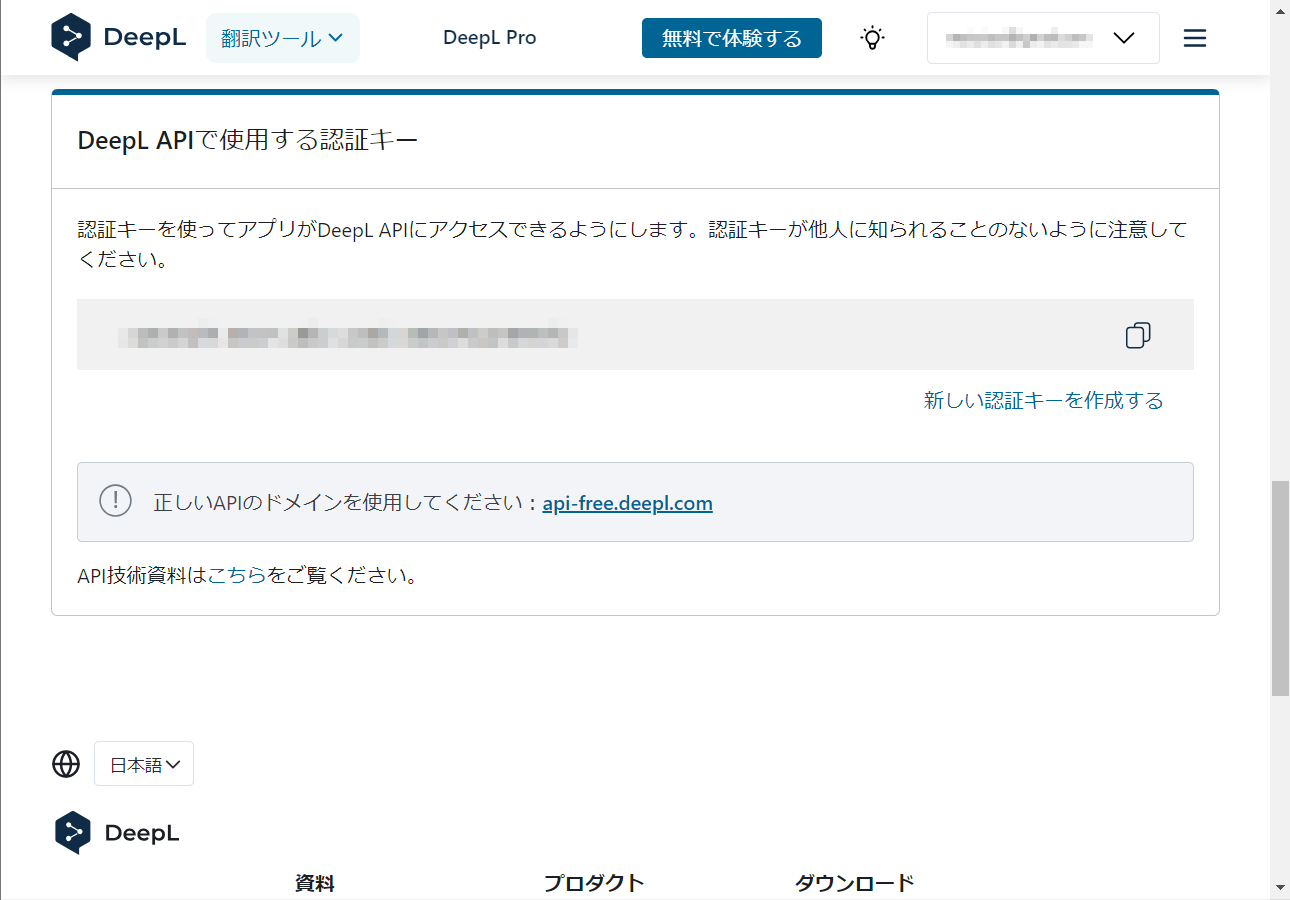 DeepL
翻訳ツール
DeepL Pro
無料で体験する
DeepL APIで使用する認証キー
認証キーを使ってアプリがDeepL APIにアクセスできるようにします。認証キーが他人に知られることのないように注意して
ください。
新しい認証キーを作成する
正しいAPIのドメインを使用してください：api-free.deepl.com
API技術資料はこちらをご覧ください。
日本語
DeepL
資料
プロダクト
ダウンロード